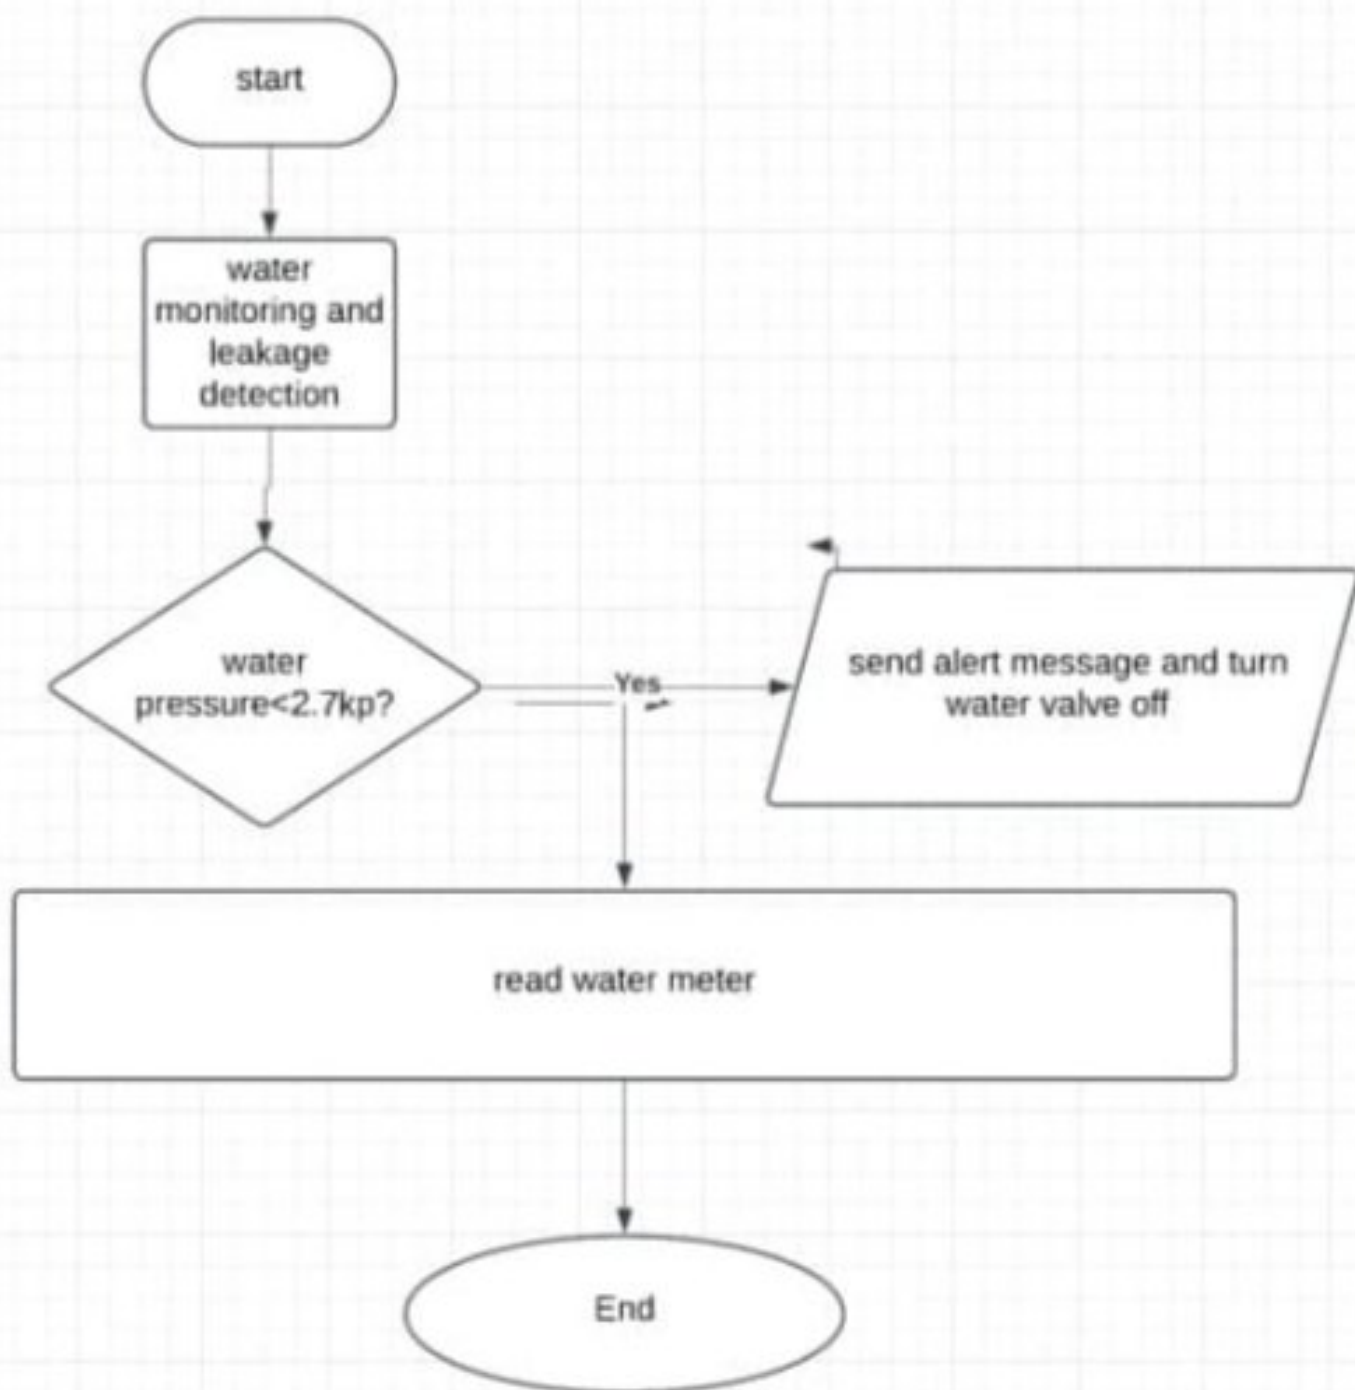 start
water
monitoring and
leakage
detection
water
pressure<2.7kp?
Yes
send alert message and turn
water valve off
read water meter
End